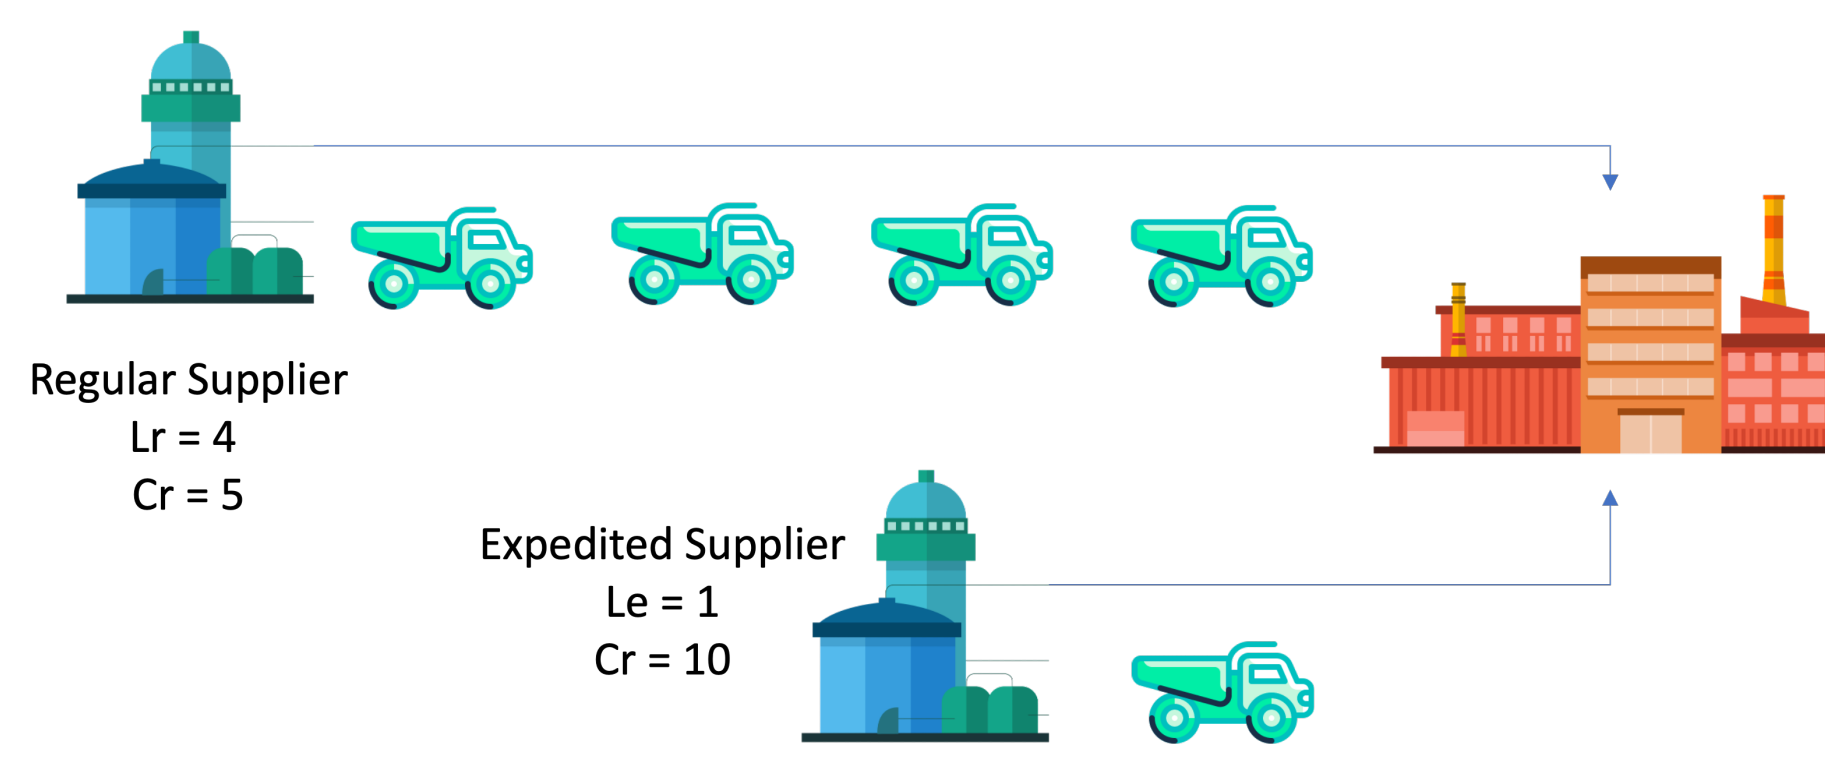 Regular Supplier
Lr = 4
Cr = 5
Expedited Supplier
Le = 1
Cr = 10